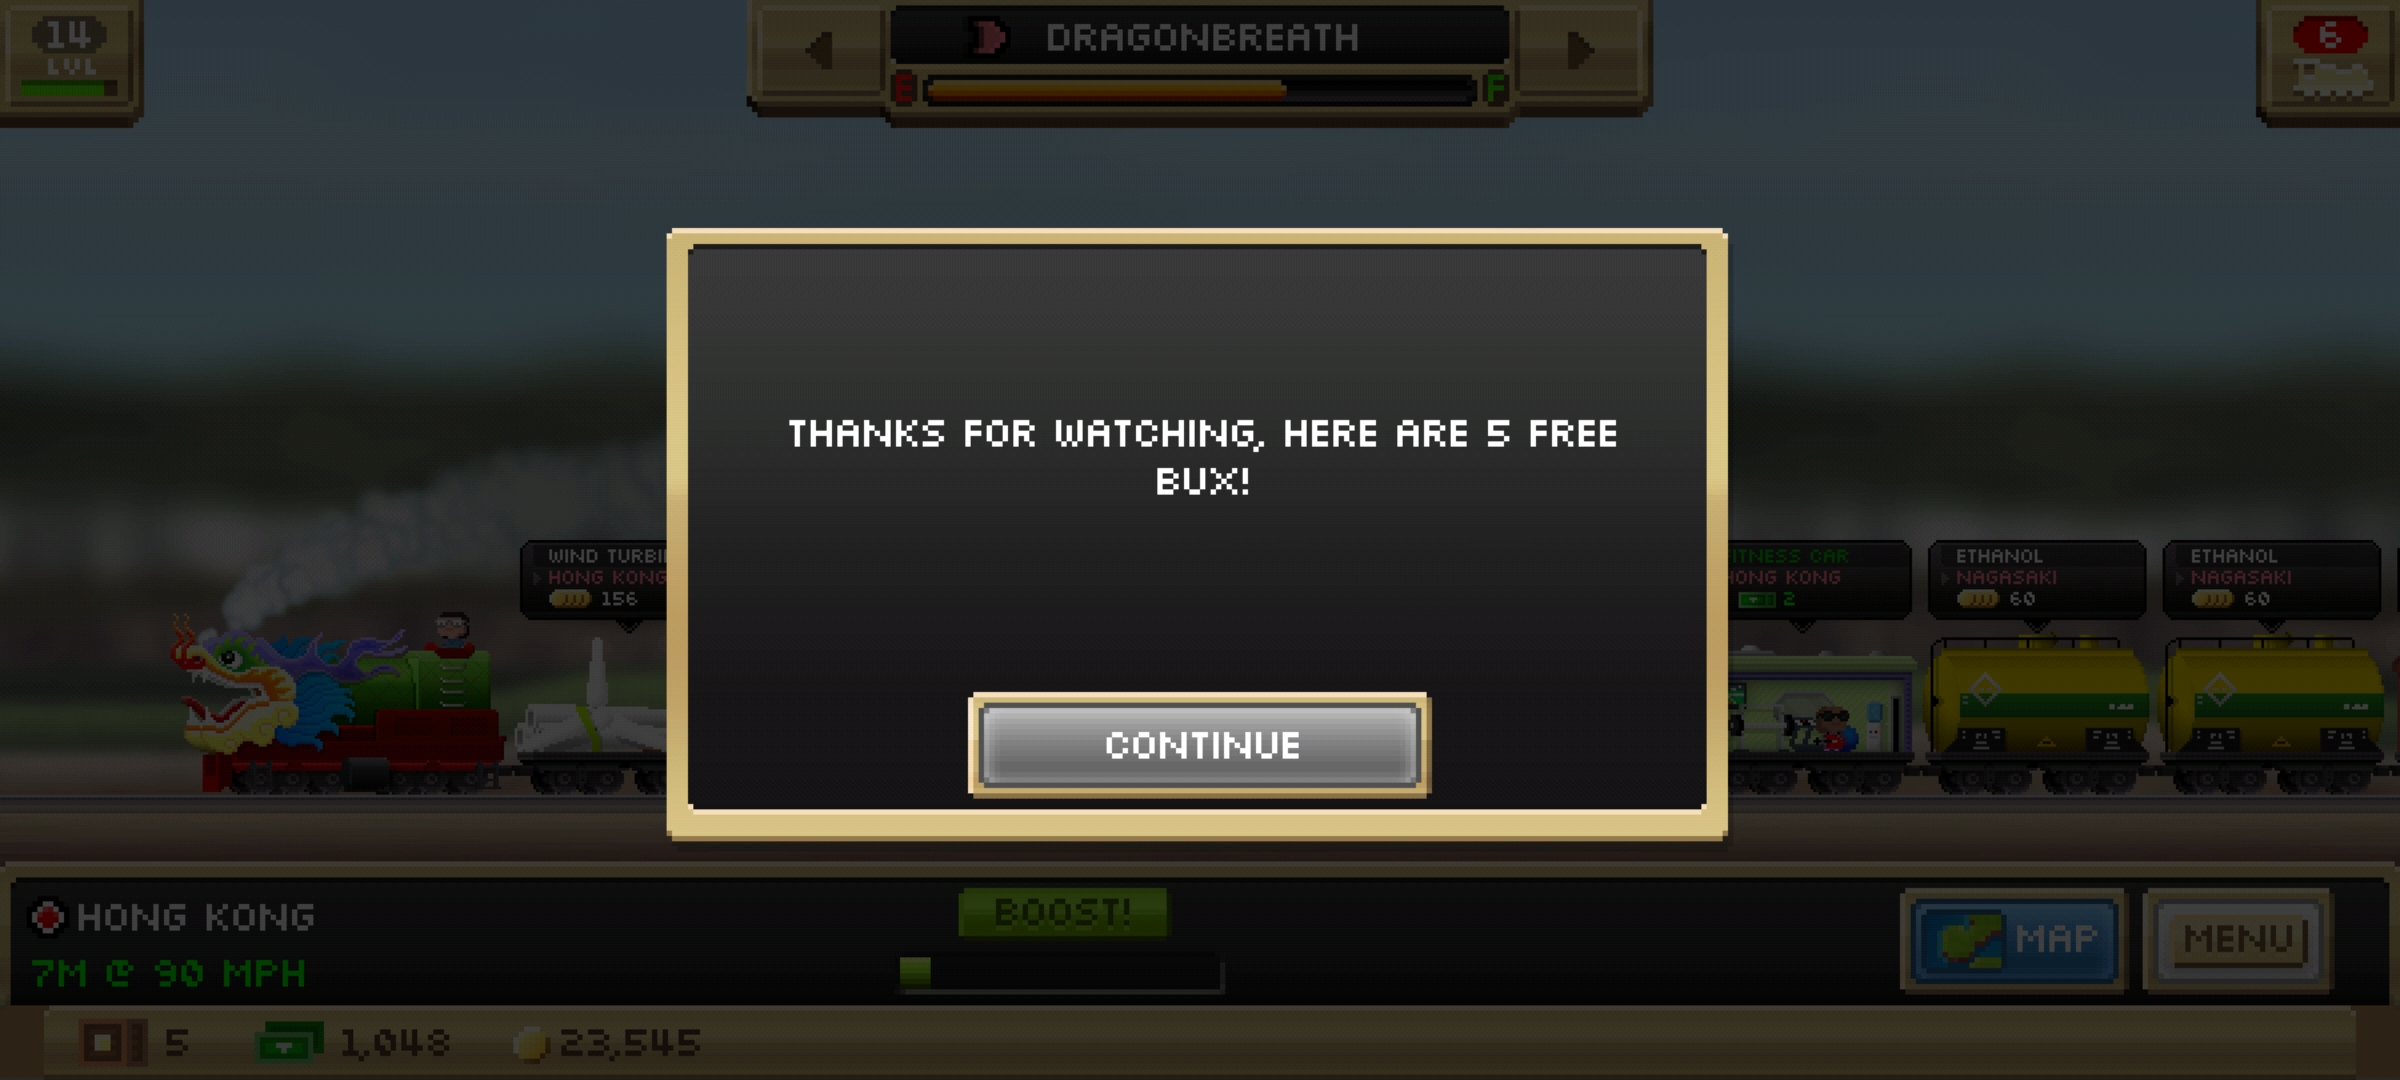 14
LVL
DRAGONBREATH
E
F
6
THANKS FOR WATCHING, HERE ARE 5 FREE
BUX!
CONTINUE
HONG KONG
156
HONG KONG
2
ETHANOL
NAGASAKI
60
ETHANOL
NAGASAKI
60
HONG KONG
7M @ 90 MPH
BOOST!
MAP
MENU
5
1,048
23,545